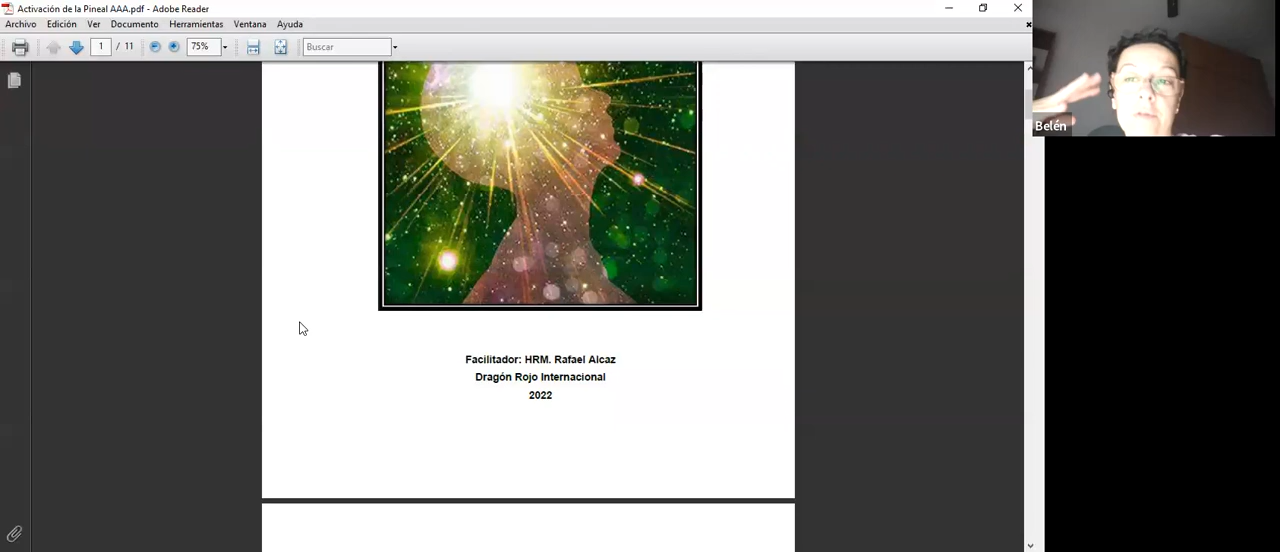 Activación de la Pineal AAA.pdf - Adobe Reader
Archivo Edición Ver Documento Herramientas Ventana Ayuda
1 / 11 75% Buscar
Belén
Facilitador: HRM. Rafael Alcaz
Dragón Rojo Internacional
2022